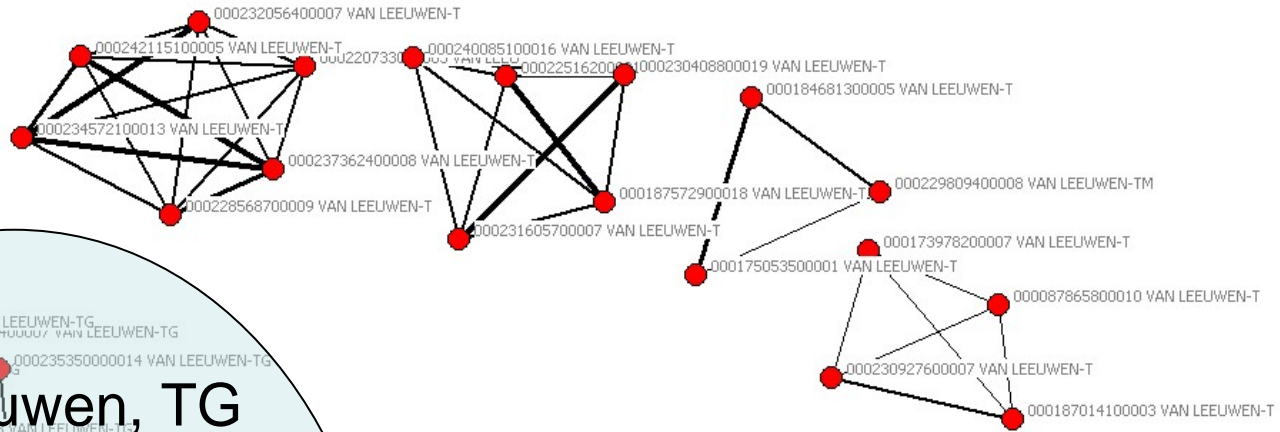 000232056400007 VAN LEEUWEN-T
000242115100005 VAN LEEUWEN-T
000240085100016 VAN LEEUWEN-T
000230408800019 VAN LEEUWEN-T
000184681300005 VAN LEEUWEN-T
000234572100013 VAN LEEUWEN-T
000237362400008 VAN LEEUWEN-T
000187572900018 VAN LEEUWEN-T
000229809400008 VAN LEEUWEN-TM
000228568700009 VAN LEEUWEN-T
000231605700007 VAN LEEUWEN-T
000173978200007 VAN LEEUWEN-T
000175053500001 VAN LEEUWEN-T
000087865800010 VAN LEEUWEN-T
LEEUWEN-TG
VAN LEEUWEN-TG
000235350000014 VAN LEEUWEN-TG
000230927600007 VAN LEEUWEN-T
uwen, TG
000187014100003 VAN LEEUWEN-T
VAN LEEUWEN-TG